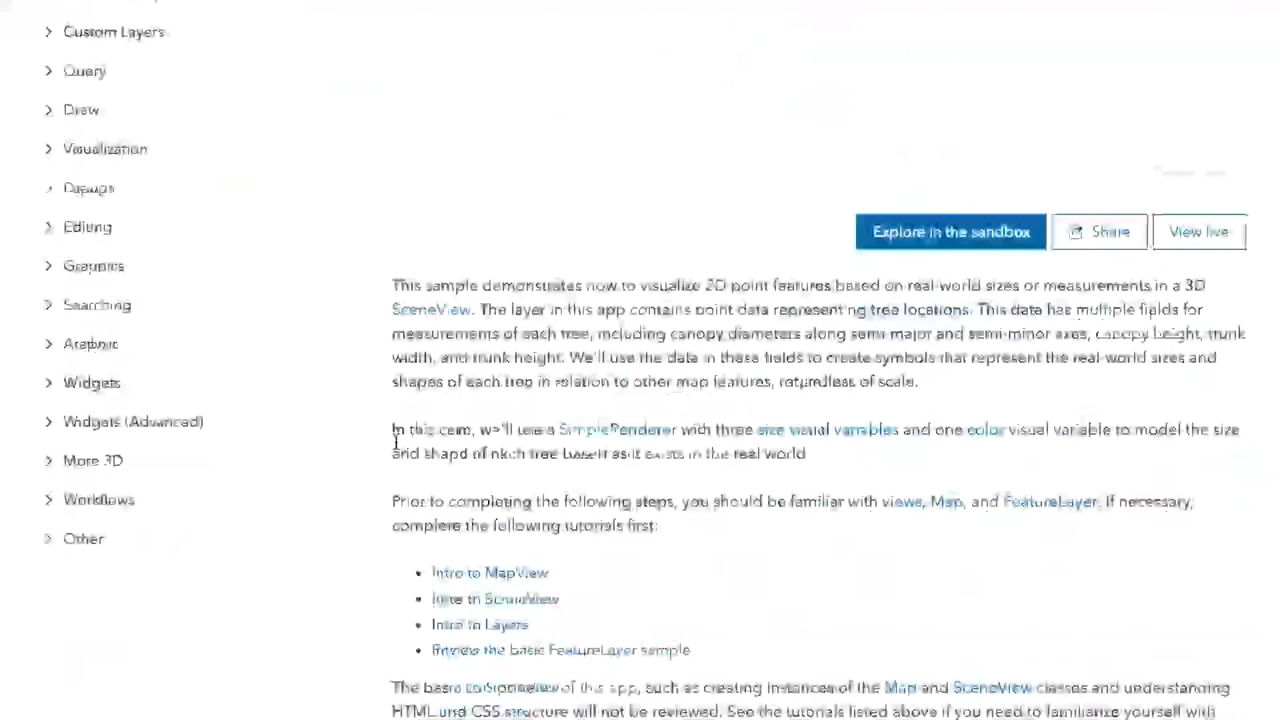 Custom Layers
Query
Draw
Visualization
Popups
Editing
Graphics
Searching
Widgets
Widgets (Advanced)
More 3D
Workflows
Other
Explore in the sandbox
Share
View live
This sample demonstrates how to visualize 2D point features based on real-world sizes or measurements in a 3D
SceneView. The layer in this app contains point data representing tree locations. This data has multiple fields for
measurements of each tree, including canopy diameters along semi-major and semi-minor axes, canopy height, trunk
width, and trunk height. We'll use the data in these fields to create symbols that represent the real-world sizes and
shapes of each tree in relation to other map features, regardless of scale.
In this case, we'll use a SimpleRenderer with three size visual variables and one color visual variable to model the size
and shape of each tree based as it exists in the real world
Prior to completing the following steps, you should be familiar with views, Map, and FeatureLayer. If necessary,
complete the following tutorials first:
Intro to MapView
Intro to SceneView
Intro to Layers
Review the basic FeatureLayer sample
The basic of this app, such as creating instances of the Map and SceneView classes and understanding
HTML and CSS structure will not be reviewed. See the tutorials listed above if you need to familiarize yourself with